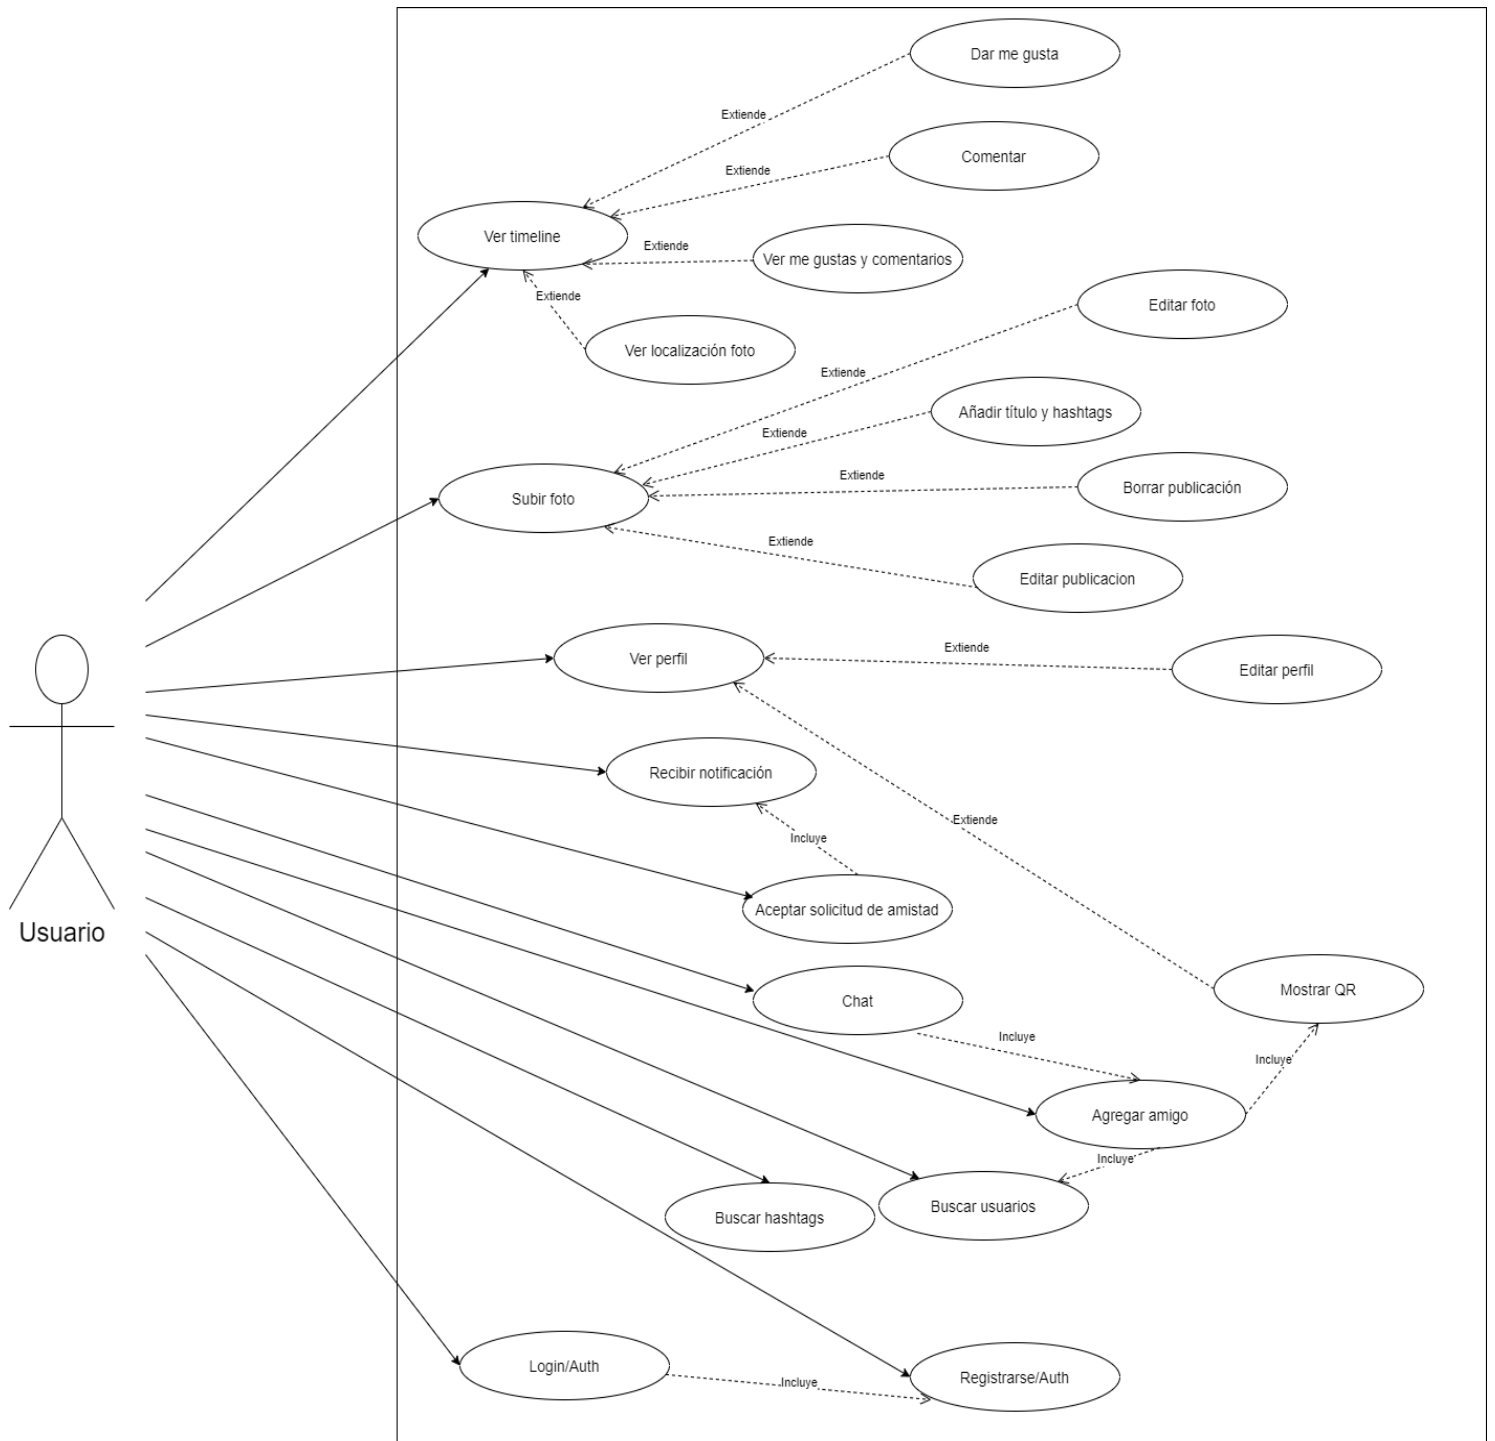 Dar me gusta
Extiende
Comentar
Extiende
Ver timeline
Extiende
Ver me gustas y comentarios
Extiende
Editar foto
Ver localización foto
Extiende
Añadir título y hashtags
Extiende
Extiende
Borrar publicación
Subir foto
Extiende
Editar publicacion
Extiende
Ver perfil
Editar perfil
Recibir notificación
Extiende
Incluye
Aceptar solicitud de amistad
Usuario
Mostrar QR
Chat
Incluye
Incluye
Agregar amigo
Incluye
Buscar usuarios
Buscar hashtags
Login/Auth
Registrarse/Auth
Incluye